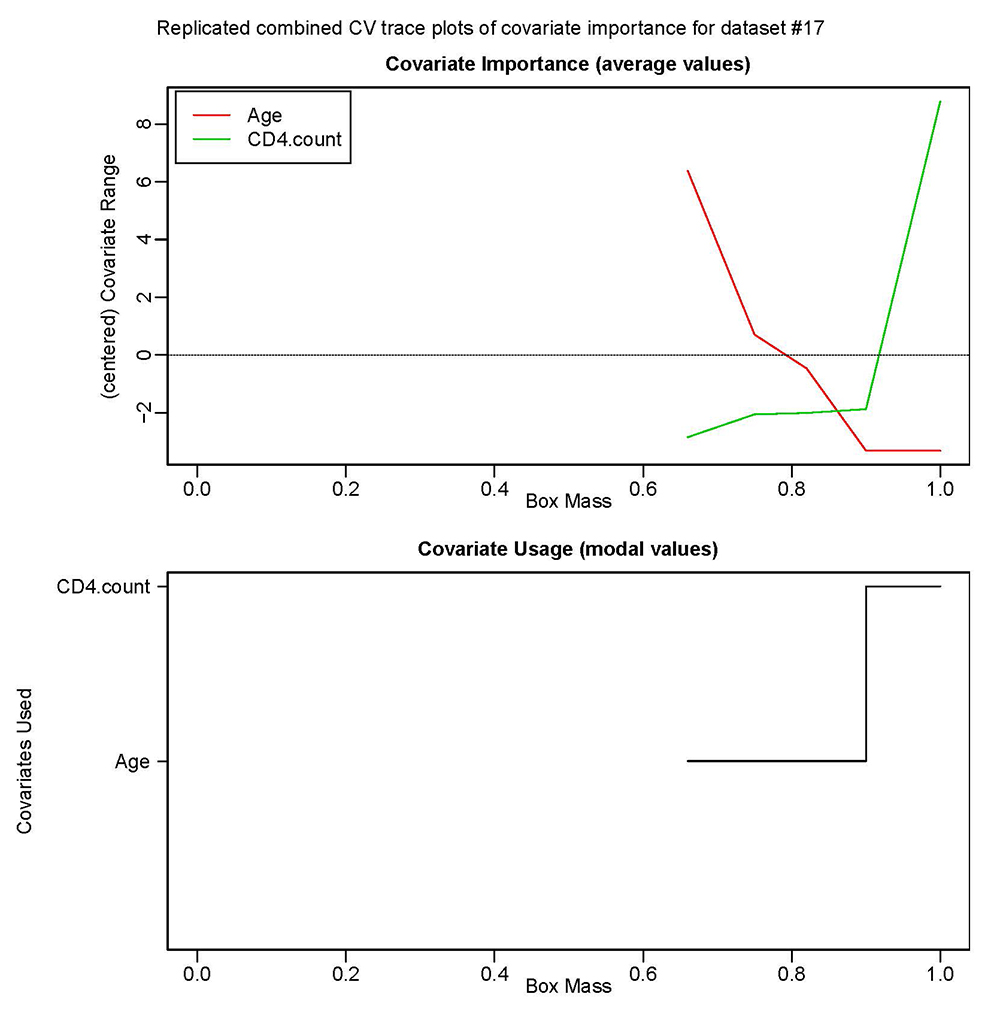 Replicated combined CV trace plots of covariate importance for dataset #17
Covariate Importance (average values)
Age
CD4.count
(centered) Covariate Range
8
6
4
2
0
-2
0.0 0.2 0.4 0.6 0.8 1.0
Box Mass
Covariate Usage (modal values)
Covariates Used
CD4.count
Age
0.0 0.2 0.4 0.6 0.8 1.0
Box Mass